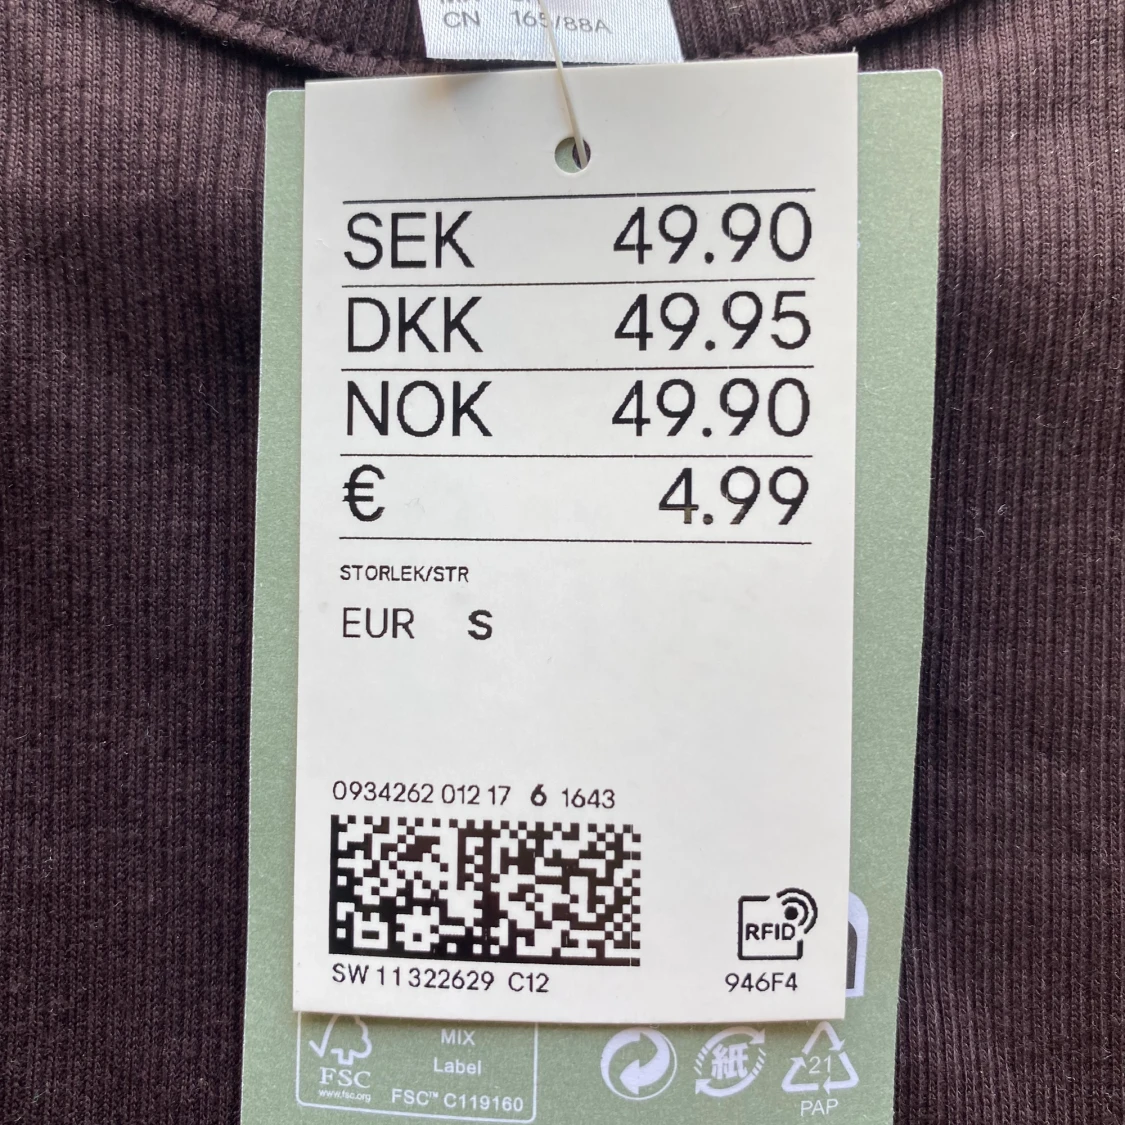 CN 165/88A
SEK 49.90
DKK 49.95
NOK 49.90
€ 4.99
STORLEK/STR
EUR S
0934262 012 17 6 1643
SW 11322629 C12
RFID
946F4
FSC
www.fsc.org
MIX
Label
FSC™ C119160
紙
21
PAP